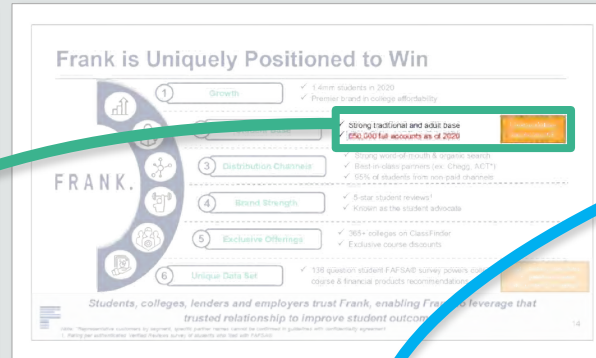 Frank is Uniquely Positioned to Win
FRANK.
1 Growth
✓ 1.4mm students in 2020
✓ Premier brand in college affordability
✓ Strong traditional and adult base
✓ 650,000 full accounts as of 2020
3 Distribution Channels
✓ Strong word-of-mouth & organic search
✓ Best in class partners (ex. Chegg, ACT*)
✓ 95% of students from non paid channels
4 Brand Strength
✓ 5-star student reviews¹
✓ Known as the student advocate
5 Exclusive Offerings
✓ 365+ colleges on ClassFinder
✓ Exclusive course discounts
6 Unique Data Set
✓ 136 question student FAFSA® survey powers
course & financial products recommendations
Students, colleges, lenders and employers trust Frank, enabling Frank to leverage that
trusted relationship to improve student outcomes
14